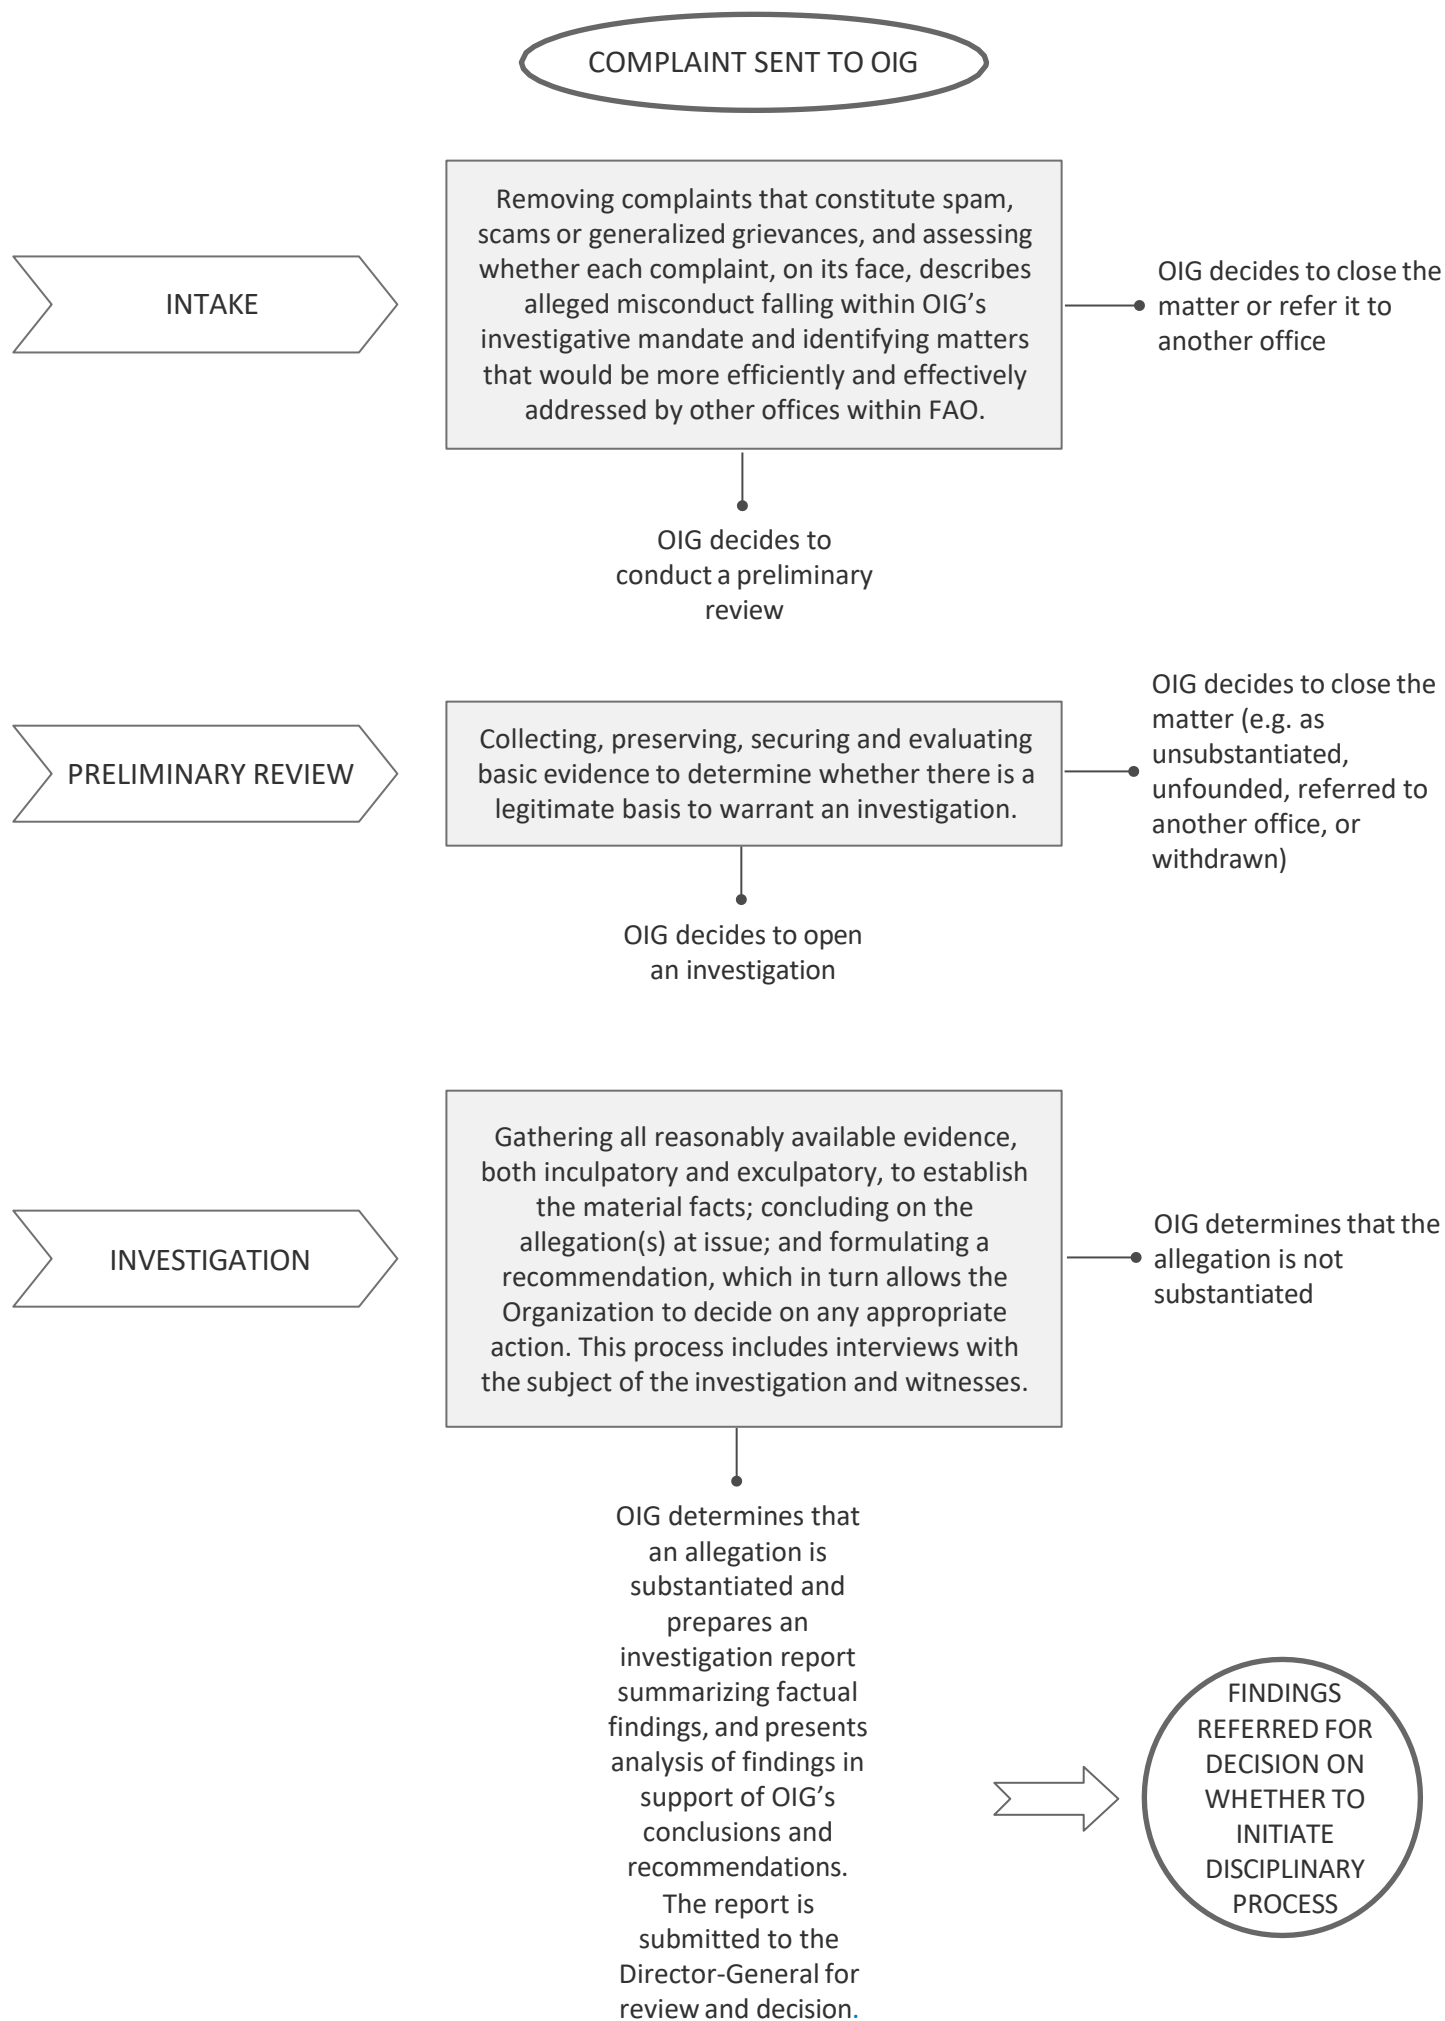 COMPLAINT SENT TO OIG
INTAKE
Removing complaints that constitute spam,
scams or generalized grievances, and assessing
whether each complaint, on its face, describes
alleged misconduct falling within OIG's
investigative mandate and identifying matters
that would be more efficiently and effectively
addressed by other offices within FAO.
OIG decides to close the
matter or refer it to
another office
OIG decides to
conduct a preliminary
review
PRELIMINARY REVIEW
Collecting, preserving, securing and evaluating
basic evidence to determine whether there is a
legitimate basis to warrant an investigation.
OIG decides to close the
matter (e.g. as
unsubstantiated,
unfounded, referred to
another office, or
withdrawn)
OIG decides to open
an investigation
INVESTIGATION
Gathering all reasonably available evidence,
both inculpatory and exculpatory, to establish
the material facts; concluding on the
allegation(s) at issue; and formulating a
recommendation, which in turn allows the
Organization to decide on any appropriate
action. This process includes interviews with
the subject of the investigation and witnesses.
OIG determines that the
allegation is not
substantiated
OIG determines that
an allegation is
substantiated and
prepares an
investigation report
summarizing factual
findings, and presents
analysis of findings in
support of OIG's
conclusions and
recommendations.
The report is
submitted to the
Director-General for
review and decision.
FINDINGS
REFERRED FOR
DECISION ON
WHETHER TO
INITIATE
DISCIPLINARY
PROCESS